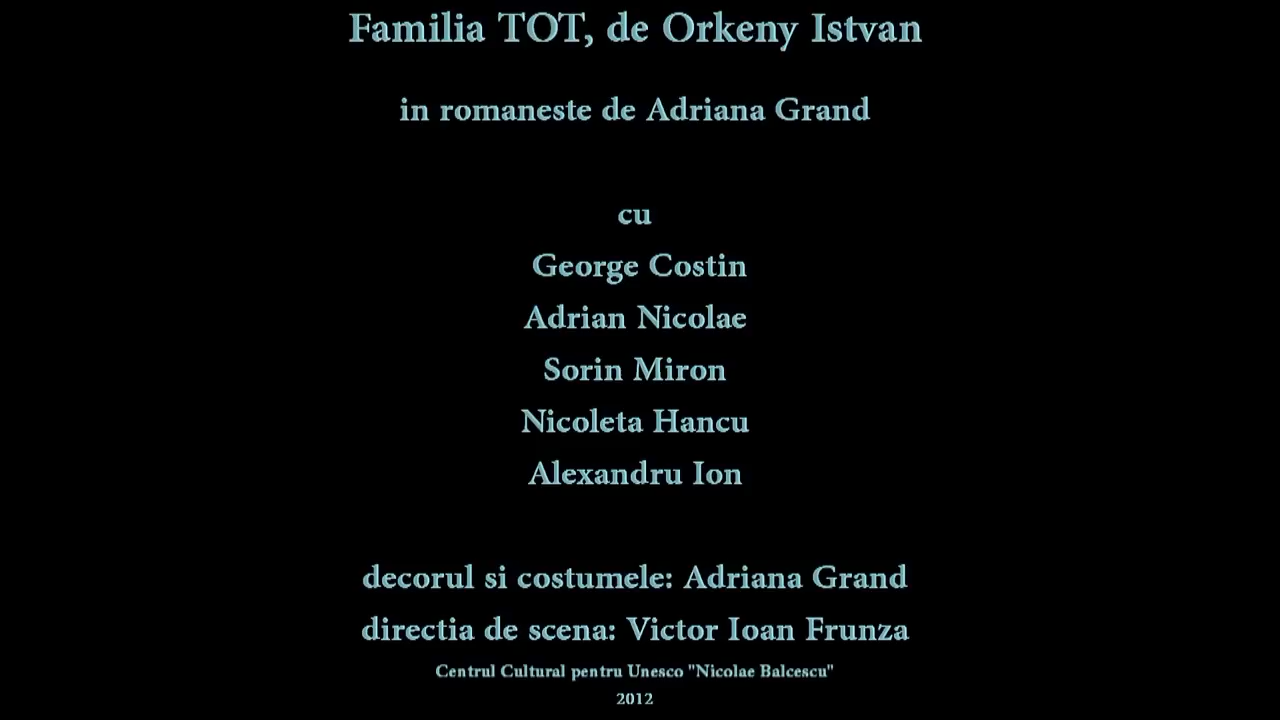 Familia TOT, de Orkeny Istvan
in romaneste de Adriana Grand
cu
George Costin
Adrian Nicolae
Sorin Miron
Nicoleta Hancu
Alexandru Ion
decorul si costumele: Adriana Grand
directia de scena: Victor Ioan Frunza
Centrul Cultural pentru Unesco "Nicolae Balcescu"
2012